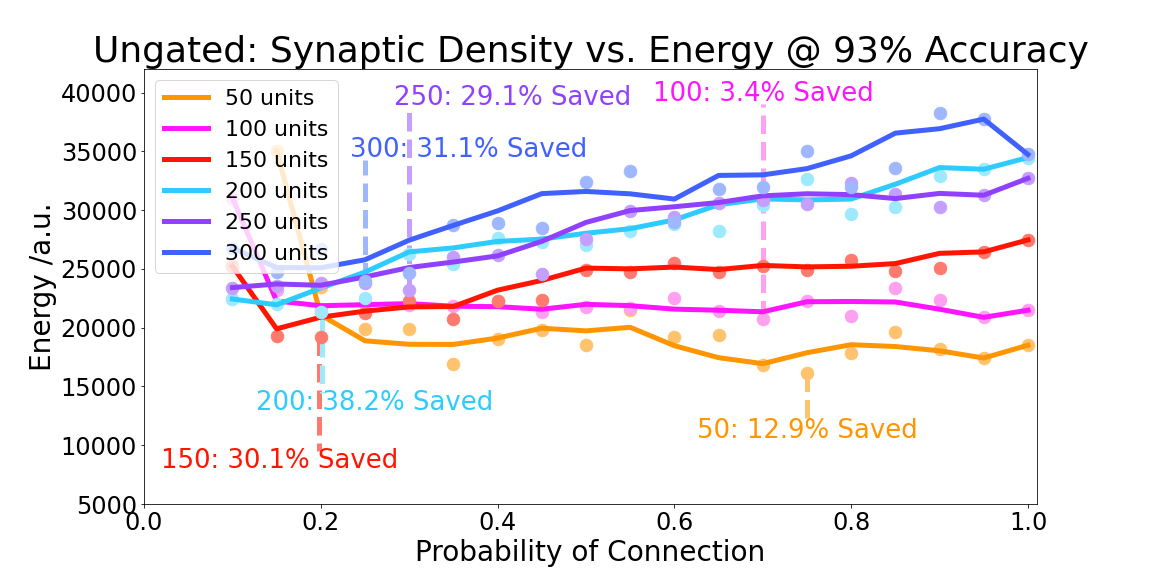 Ungated: Synaptic Density vs. Energy @ 93% Accuracy
40000
35000
30000
25000
20000
15000
10000
5000
Energy /a.u.
50 units
100 units
150 units
200 units
250 units
300 units
250: 29.1% Saved
100: 3.4% Saved
300: 31.1% Saved
200: 38.2% Saved
50: 12.9% Saved
150: 30.1% Saved
0.0 0.2 0.4 0.6 0.8 1.0
Probability of Connection